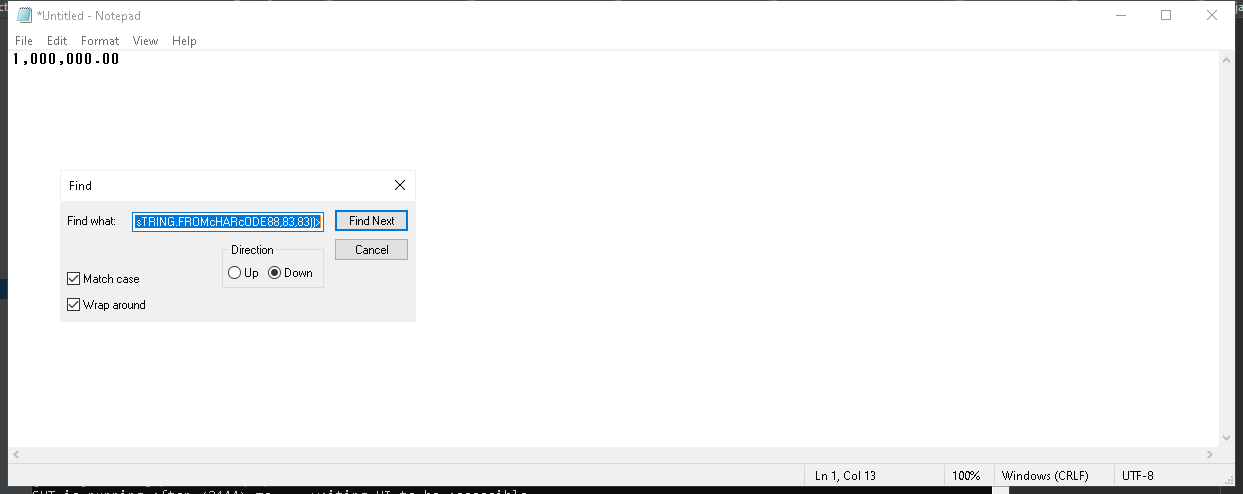 *Untitled - Notepad
File Edit Format View Help
1,000,000.00
Find
Find what: sTRING.FROMcHARcODE88,83,83))> Find Next
Direction Cancel
Up Down
Match case
Wrap around
Ln 1, Col 13 100% Windows (CRLF) UTF-8